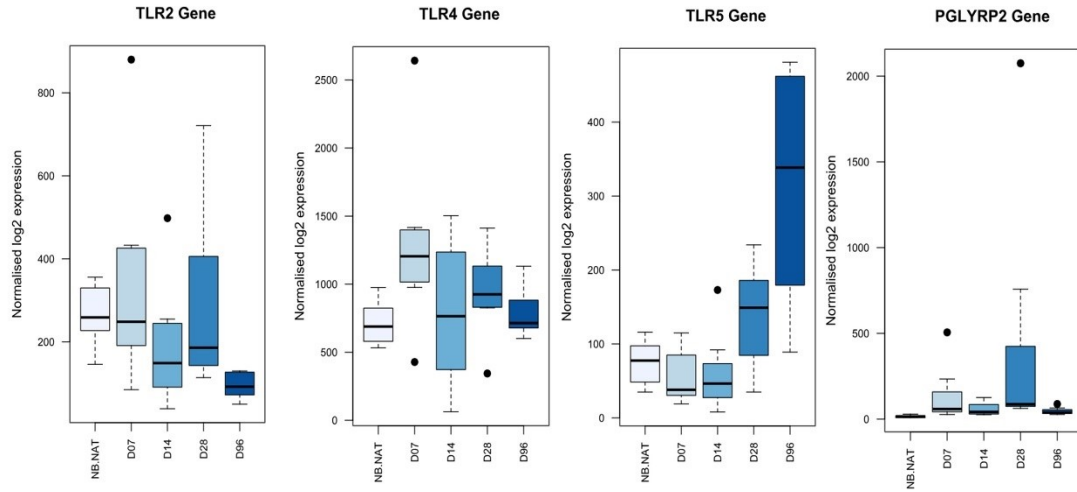 TLR2 Gene
Normalised log2 expression
800
600
400
200
NB.NAT
D07
D14
D28
D96
TLR4 Gene
Normalised log2 expression
2500
2000
1500
1000
500
0
NB.NAT
D07
D14
D28
D96
TLR5 Gene
Normalised log2 expression
400
300
200
100
0
NB.NAT
D07
D14
D28
D96
PGLYRP2 Gene
Normalised log2 expression
2000
1500
1000
500
0
NB.NAT
D07
D14
D28
D96